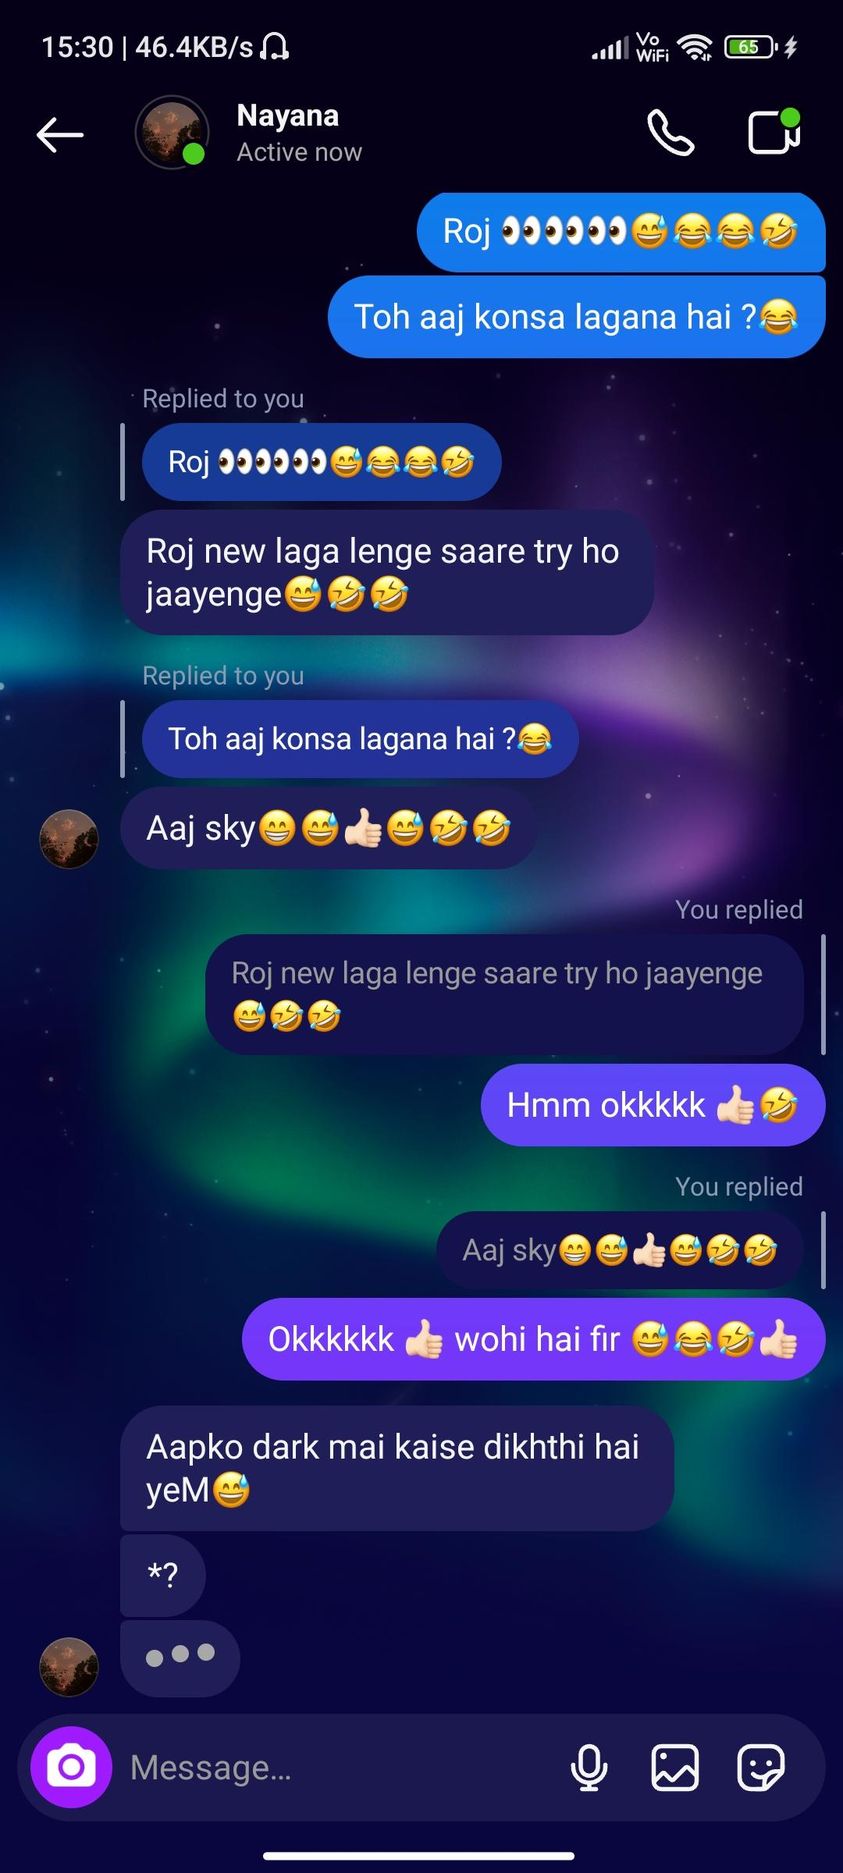 15:30 | 46.4KB/s
Vo
WiFi
65
Nayana
Active now
Roj 👀👀👀😅😂😂🤣
Toh aaj konsa lagana hai ?😂
Replied to you
Roj 👀👀👀😅😂😂🤣
Roj new laga lenge saare try ho
jaayenge😅🤣🤣
Replied to you
Toh aaj konsa lagana hai ?😂
Aaj sky😁😅👍🏻😅🤣🤣
You replied
Roj new laga lenge saare try ho jaayenge
😅🤣🤣
Hmm okkkkk 👍🏻🤣
You replied
Aaj sky😁😅👍🏻😅🤣🤣
Okkkkkk 👍🏻 wohi hai fir 😅😂🤣👍🏻
Aapko dark mai kaise dikhthi hai
yeM😅
*?
Message...